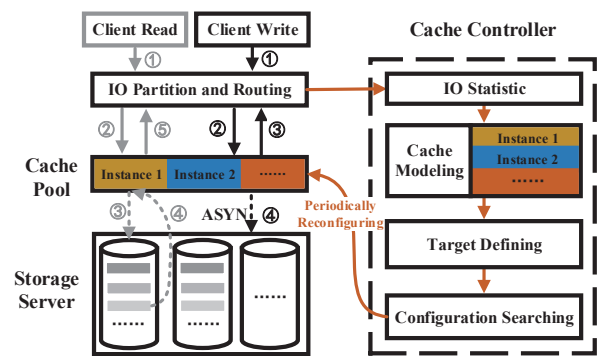 Client Read
Client Write
Cache Controller
①
①
IO Partition and Routing
IO Statistic
②
⑤
②
③
Cache Pool
Instance 1
Instance 2
······
Cache Modeling
Instance 1
Instance 2
······
Periodically Reconfiguring
③
④
ASYN
④
Target Defining
Storage Server
······
······
······
Configuration Searching